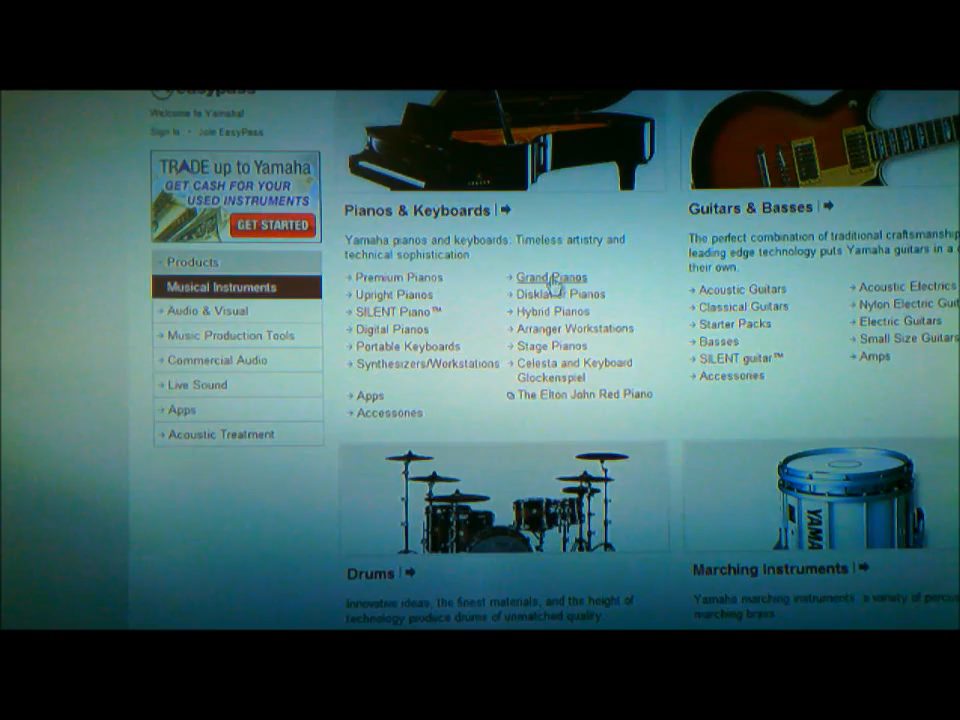 easypass
Welcome to Yamaha!
Sign In • Join EasyPass
TRADE up to Yamaha
GET CASH FOR YOUR
USED INSTRUMENTS
GET STARTED
Products
Musical Instruments
Audio & Visual
Music Production Tools
Commercial Audio
Live Sound
Apps
Acoustic Treatment
Pianos & Keyboards
Yamaha pianos and keyboards: Timeless artistry and
technical sophistication.
Premium Pianos
Upright Pianos
SILENT Piano™
Digital Pianos
Portable Keyboards
Synthesizers/Workstations
Apps
Accessories
Grand Pianos
Disklavier Pianos
Hybrid Pianos
Arranger Workstations
Stage Pianos
Celesta and Keyboard
Glockenspiel
The Elton John Red Piano
Guitars & Basses
The perfect combination of traditional craftsmanship
leading edge technology puts Yamaha guitars in a
their own.
Acoustic Guitars
Classical Guitars
Starter Packs
Basses
SILENT guitar™
Accessories
Acoustic Electrics
Nylon Electric Guit
Electric Guitars
Small Size Guitars
Amps
Drums
Innovative ideas, the finest materials, and the height of
technology produce drums of unmatched quality.
YAMA
Marching Instruments
Yamaha marching instruments: a variety of percus
marching brass.